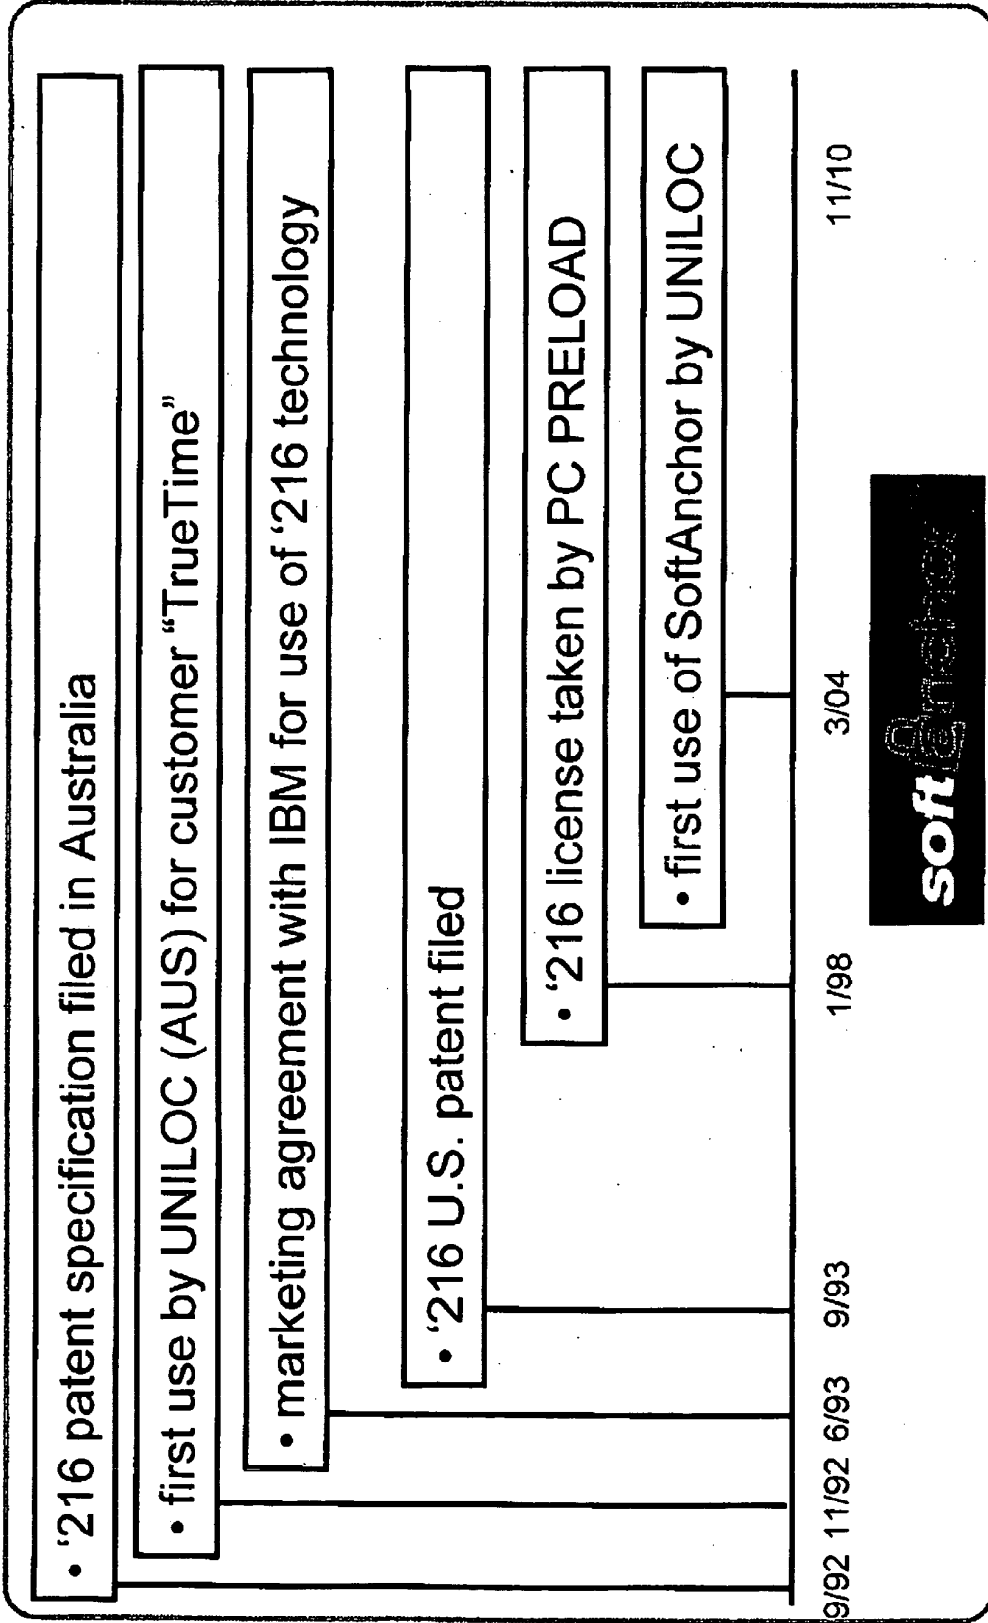 • '216 patent specification filed in Australia
• first use by UNILOC (AUS) for customer “TrueTime”
• marketing agreement with IBM for use of '216 technology
• '216 U.S. patent filed
• '216 license taken by PC PRELOAD
• first use of SoftAnchor by UNILOC
9/92 11/92 6/93 9/93 1/98 3/04 11/10
softanchor